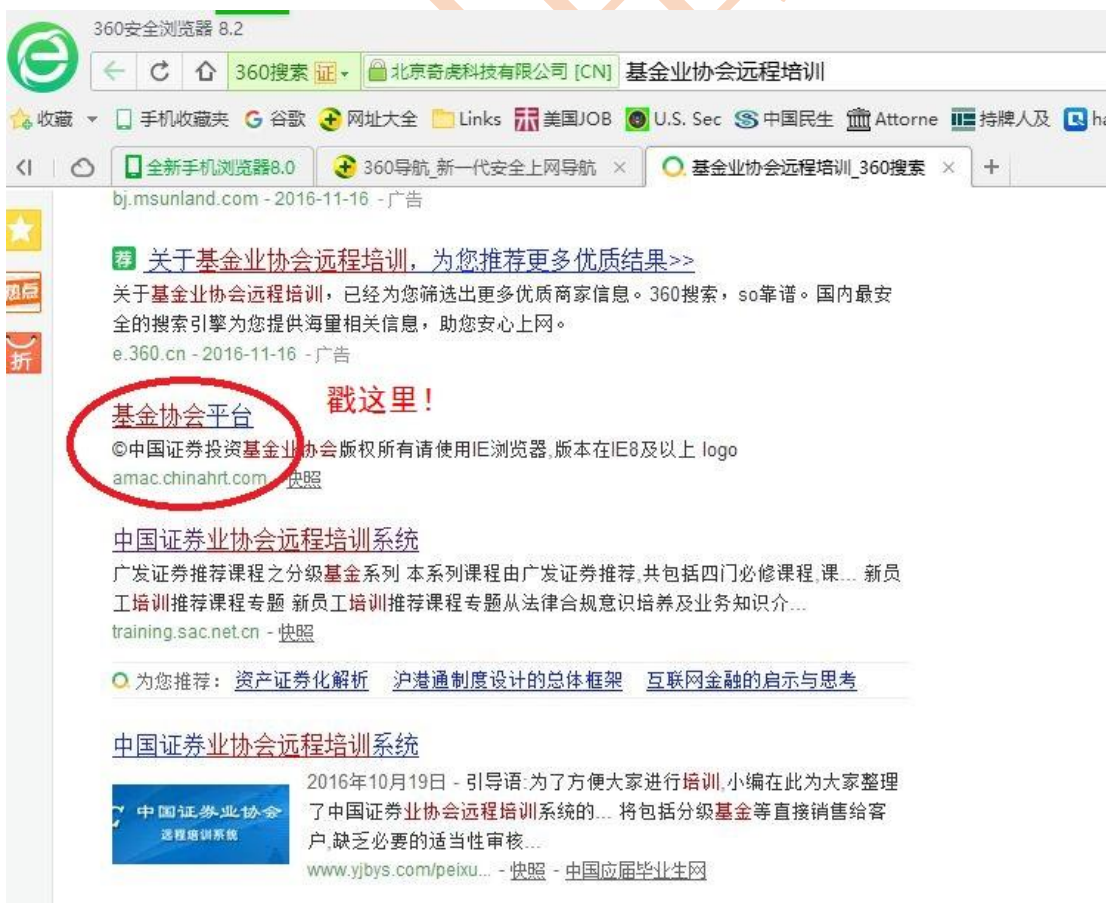 360安全浏览器 8.2
360搜索 证 北京奇虎科技有限公司 [CN] 基金业协会远程培训
收藏 手机收藏夹 谷歌 网址大全 Links 美国JOB U.S. Sec 中国民生 Attorne 持牌人及 ha
全新手机浏览器8.0 360导航_新一代安全上网导航 × 基金业协会远程培训_360搜索 × +
bj.msunland.com - 2016-11-16 - 广告
荐 关于基金业协会远程培训，为您推荐更多优质结果>>
关于基金业协会远程培训，已经为您筛选出更多优质商家信息。360搜索，so靠谱。国内最安
全的搜索引擎为您提供海量相关信息，助您安心上网。
e.360.cn - 2016-11-16 - 广告
折
戳这里！
基金协会平台
©中国证券投资基金业协会版权所有请使用IE浏览器,版本在IE8及以上 logo
amac.chinahrt.com - 快照
中国证券业协会远程培训系统
广发证券推荐课程之分级基金系列 本系列课程由广发证券推荐,共包括四门必修课程,课... 新员
工培训推荐课程专题 新员工培训推荐课程专题从法律合规意识培养及业务知识介...
training.sac.net.cn - 快照
为您推荐： 资产证券化解析 沪港通制度设计的总体框架 互联网金融的启示与思考
中国证券业协会远程培训系统
中国证券业协会
远程培训系统
2016年10月19日 - 引导语:为了方便大家进行培训,小编在此为大家整理
了中国证券业协会远程培训系统的... 将包括分级基金等直接销售给客
户,缺乏必要的适当性审核...
www.yjbys.com/peixu... - 快照 - 中国应届毕业生网